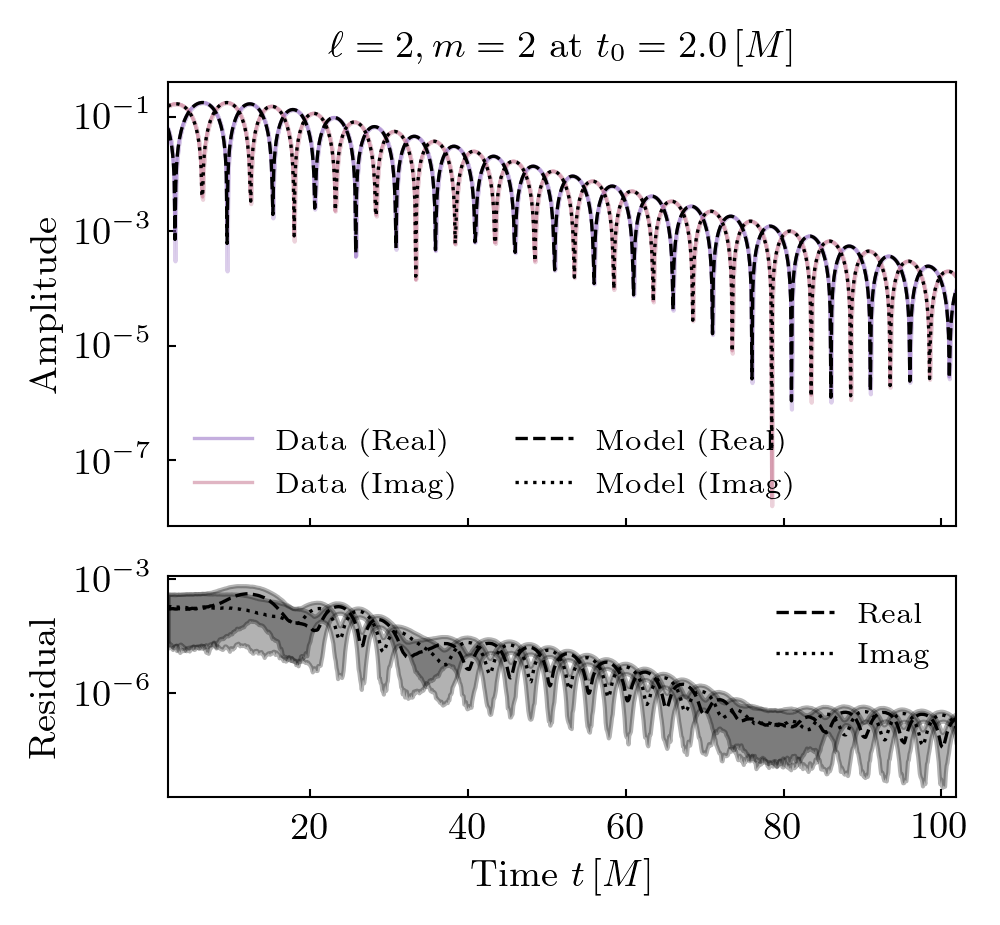 ℓ = 2, m = 2 at t₀ = 2.0 [M]
10⁻¹
10⁻³
10⁻⁵
10⁻⁷
Amplitude
Data (Real)
Data (Imag)
Model (Real)
Model (Imag)
10⁻³
10⁻⁶
Residual
Real
Imag
20 40 60 80 100
Time t [M]